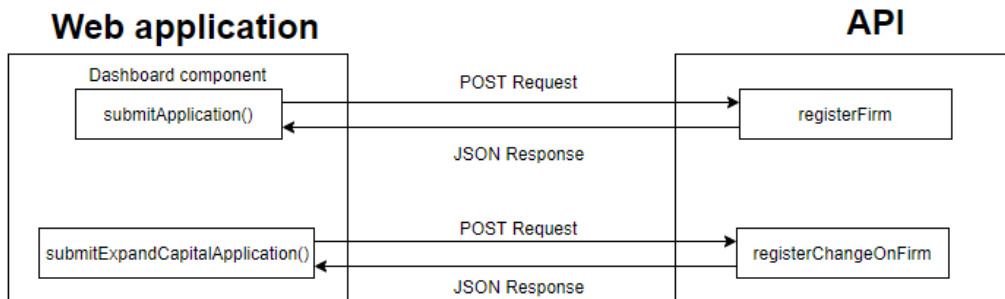 Web application
API
Dashboard component
POST Request
submitApplication()
registerFirm
JSON Response
POST Request
submitExpandCapitalApplication()
registerChangeOnFirm
JSON Response